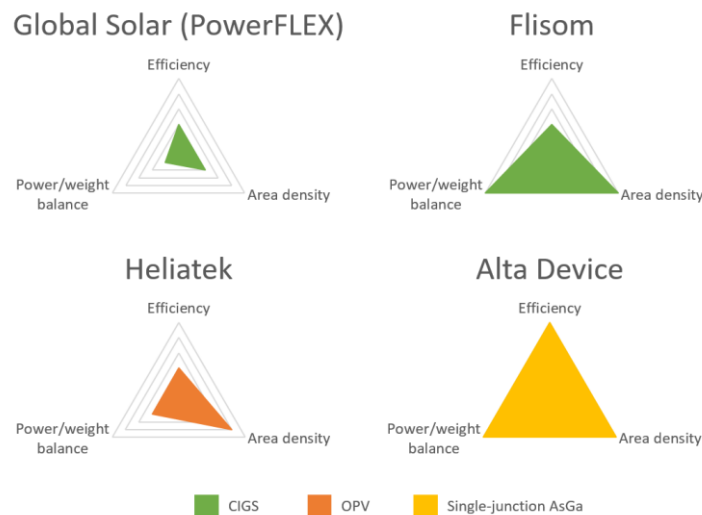 Global Solar (PowerFLEX)
Efficiency
Power/weight
balance
Area density
Flisom
Efficiency
Power/weight
balance
Area density
Heliatek
Efficiency
Power/weight
balance
Area density
Alta Device
Efficiency
Power/weight
balance
Area density
CIGS
OPV
Single-junction AsGa